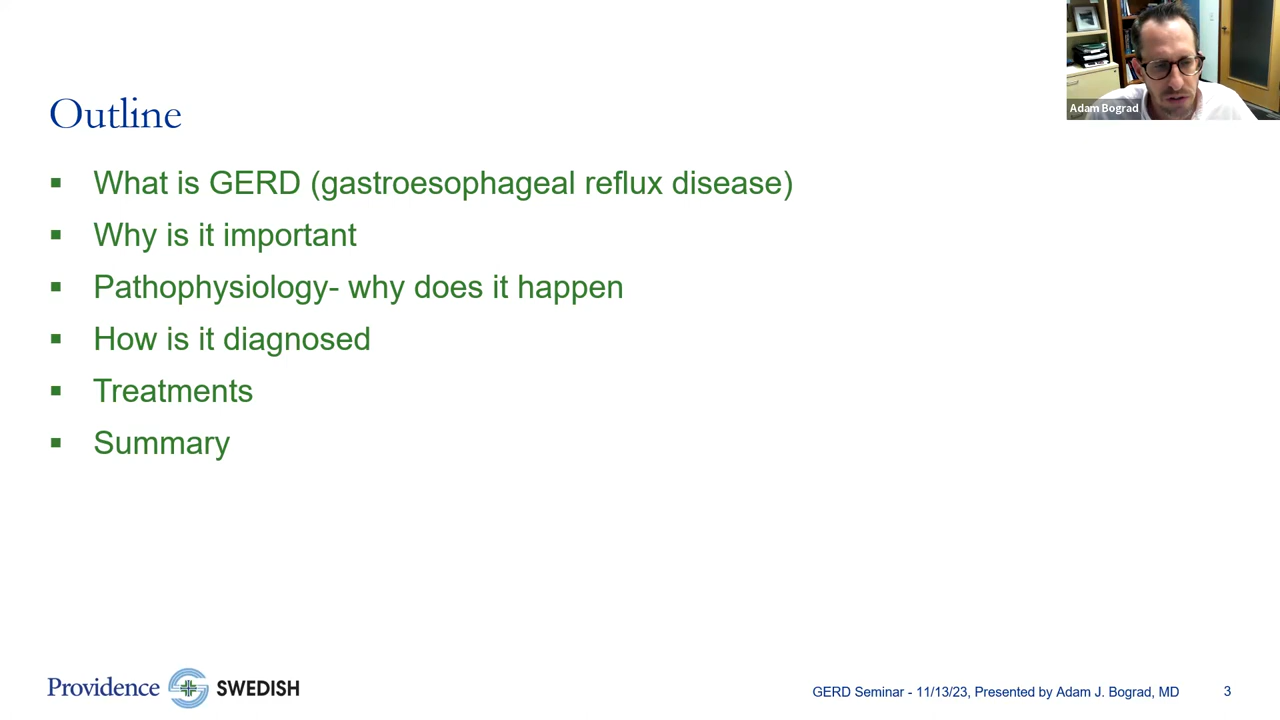 Adam Bograd
Outline
▪ What is GERD (gastroesophageal reflux disease)
▪ Why is it important
▪ Pathophysiology- why does it happen
▪ How is it diagnosed
▪ Treatments
▪ Summary
Providence SWEDISH
GERD Seminar - 11/13/23, Presented by Adam J. Bograd, MD 3